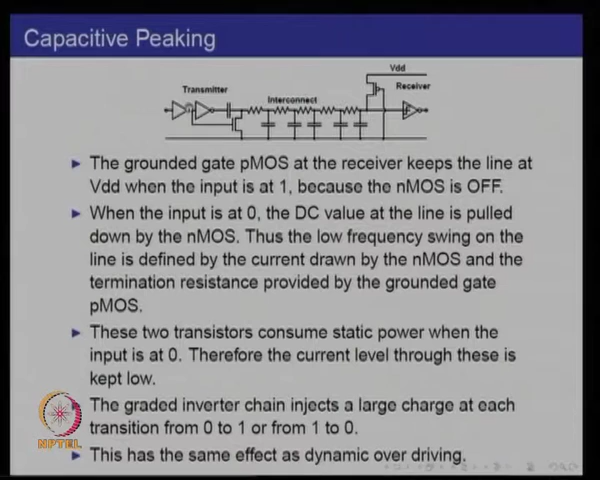 Capacitive Peaking
Vdd
Transmitter
Receiver
Interconnect
► The grounded gate pMOS at the receiver keeps the line at
Vdd when the input is at 1, because the nMOS is OFF.
► When the input is at 0, the DC value at the line is pulled
down by the nMOS. Thus the low frequency swing on the
line is defined by the current drawn by the nMOS and the
termination resistance provided by the grounded gate
pMOS.
► These two transistors consume static power when the
input is at 0. Therefore the current level through these is
kept low.
► The graded inverter chain injects a large charge at each
transition from 0 to 1 or from 1 to 0.
► This has the same effect as dynamic over driving.
NPTEL